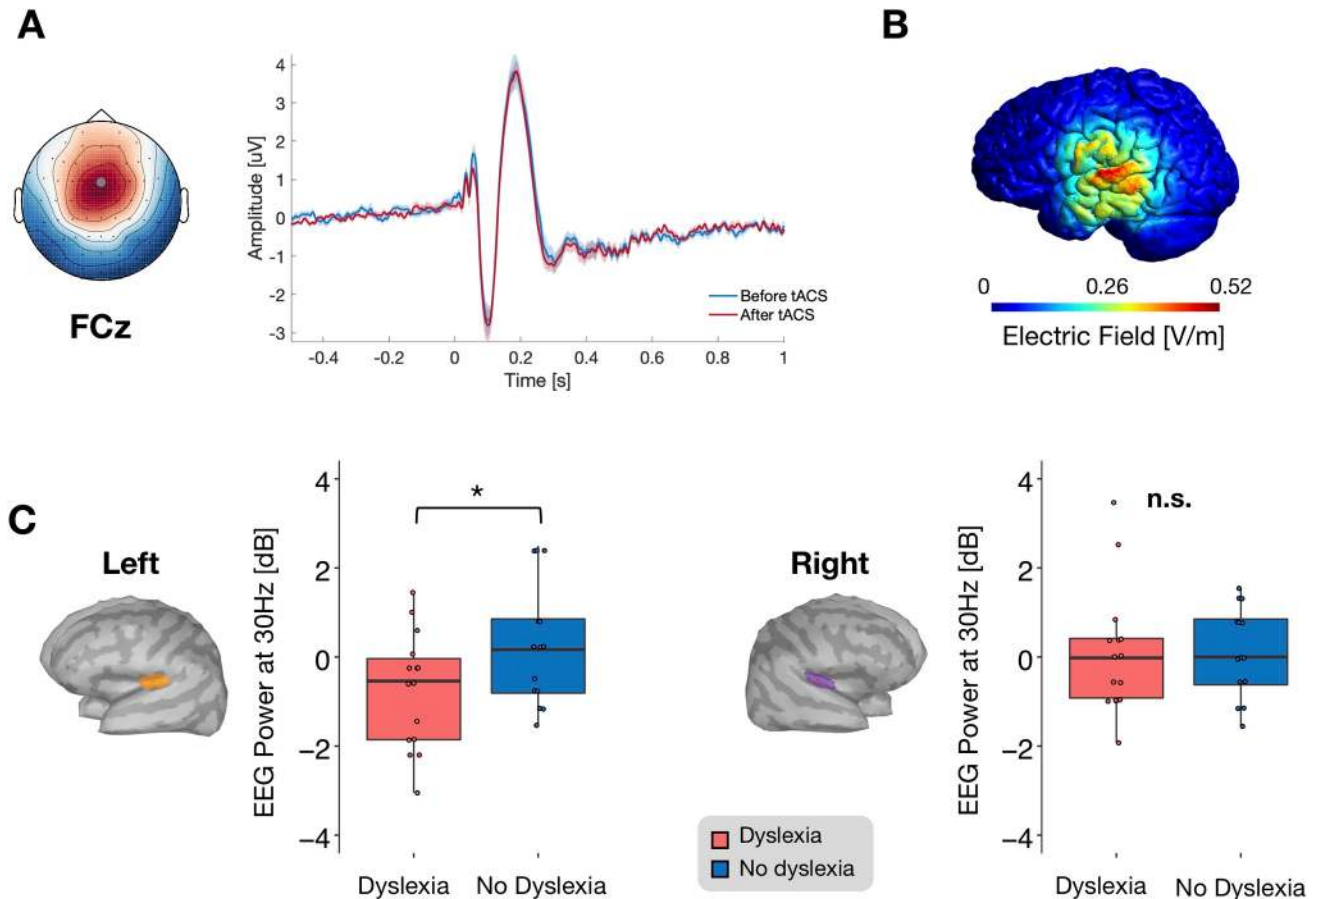 A
B
FCz
Amplitude [uV]
4
3
2
1
0
-1
-2
-3
-0.4 -0.2 0 0.2 0.4 0.6 0.8 1
Time [s]
Before tACS
After tACS
0 0.26 0.52
Electric Field [V/m]
C
Left
EEG Power at 30Hz [dB]
4
2
0
−2
−4
*
Dyslexia No Dyslexia
Right
Dyslexia
No dyslexia
EEG Power at 30Hz [dB]
4
2
0
−2
−4
n.s.
Dyslexia No Dyslexia